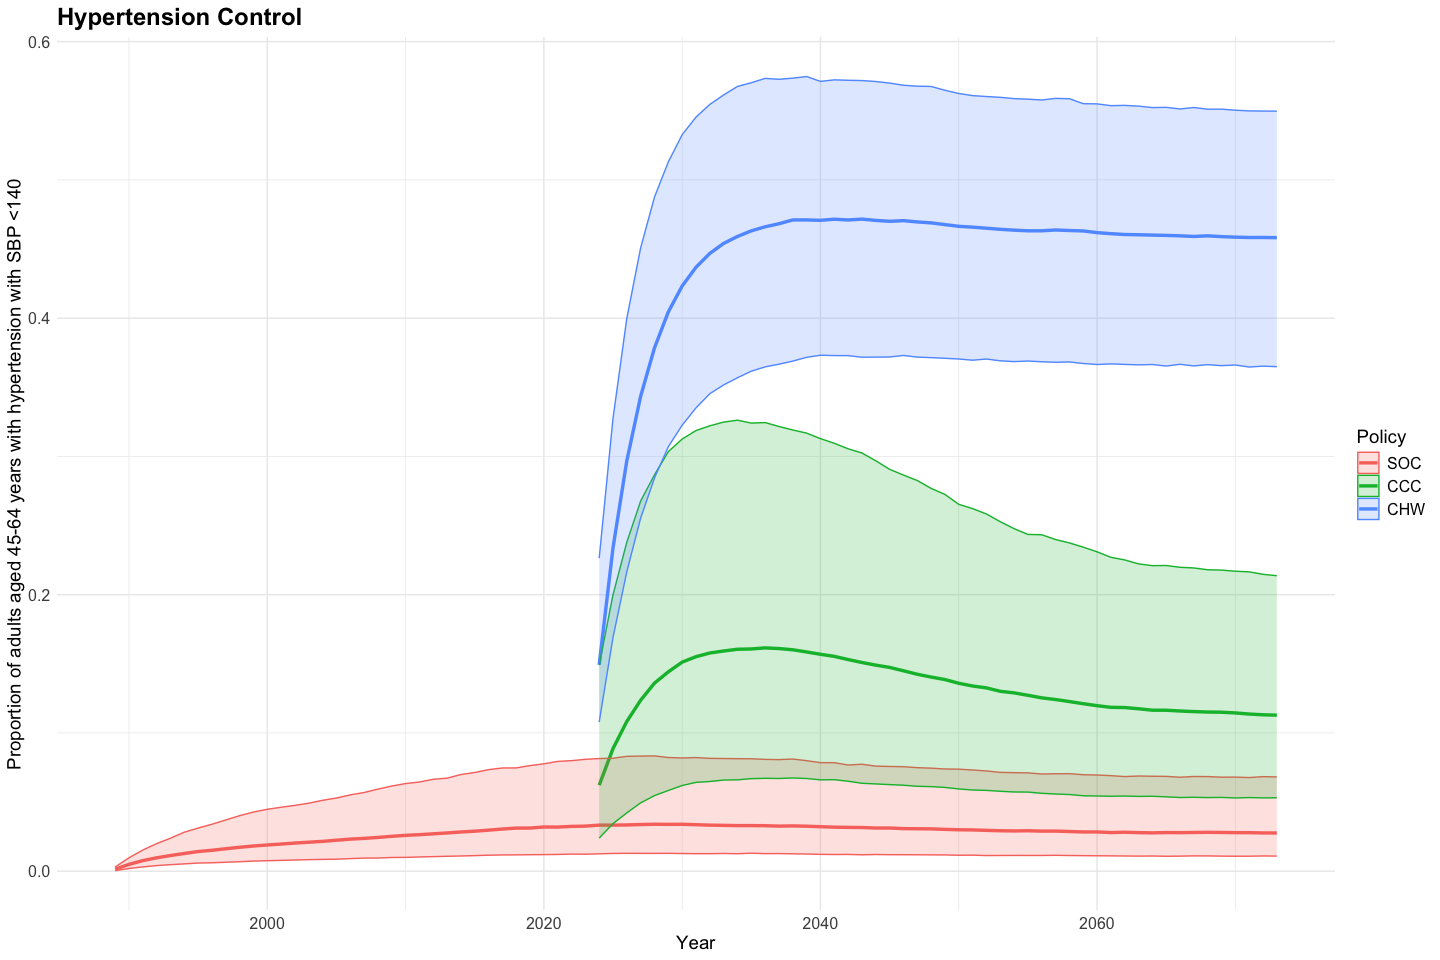 Hypertension Control
Proportion of adults aged 45-64 years with hypertension with SBP <140
0.6
0.4
0.2
0.0
2000
2020
2040
2060
Year
Policy
SOC
CCC
CHW